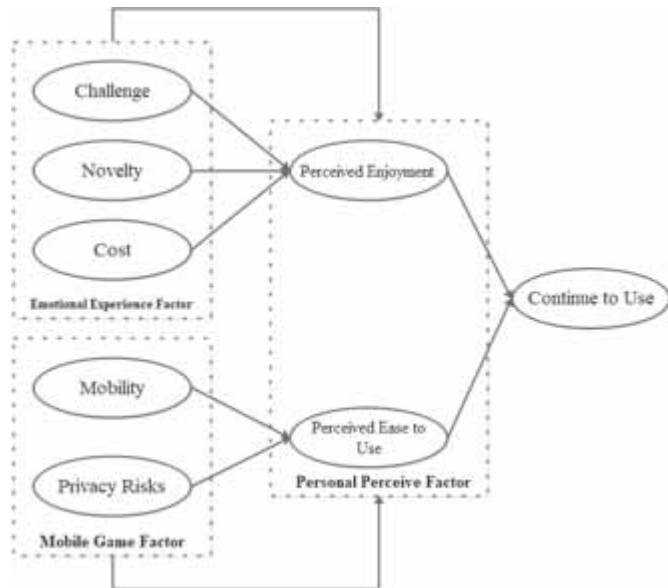 Challenge
Novelty
Cost
Emotional Experience Factor
Perceived Enjoyment
Continue to Use
Mobility
Privacy Risks
Mobile Game Factor
Perceived Ease to
Use
Personal Perceive Factor